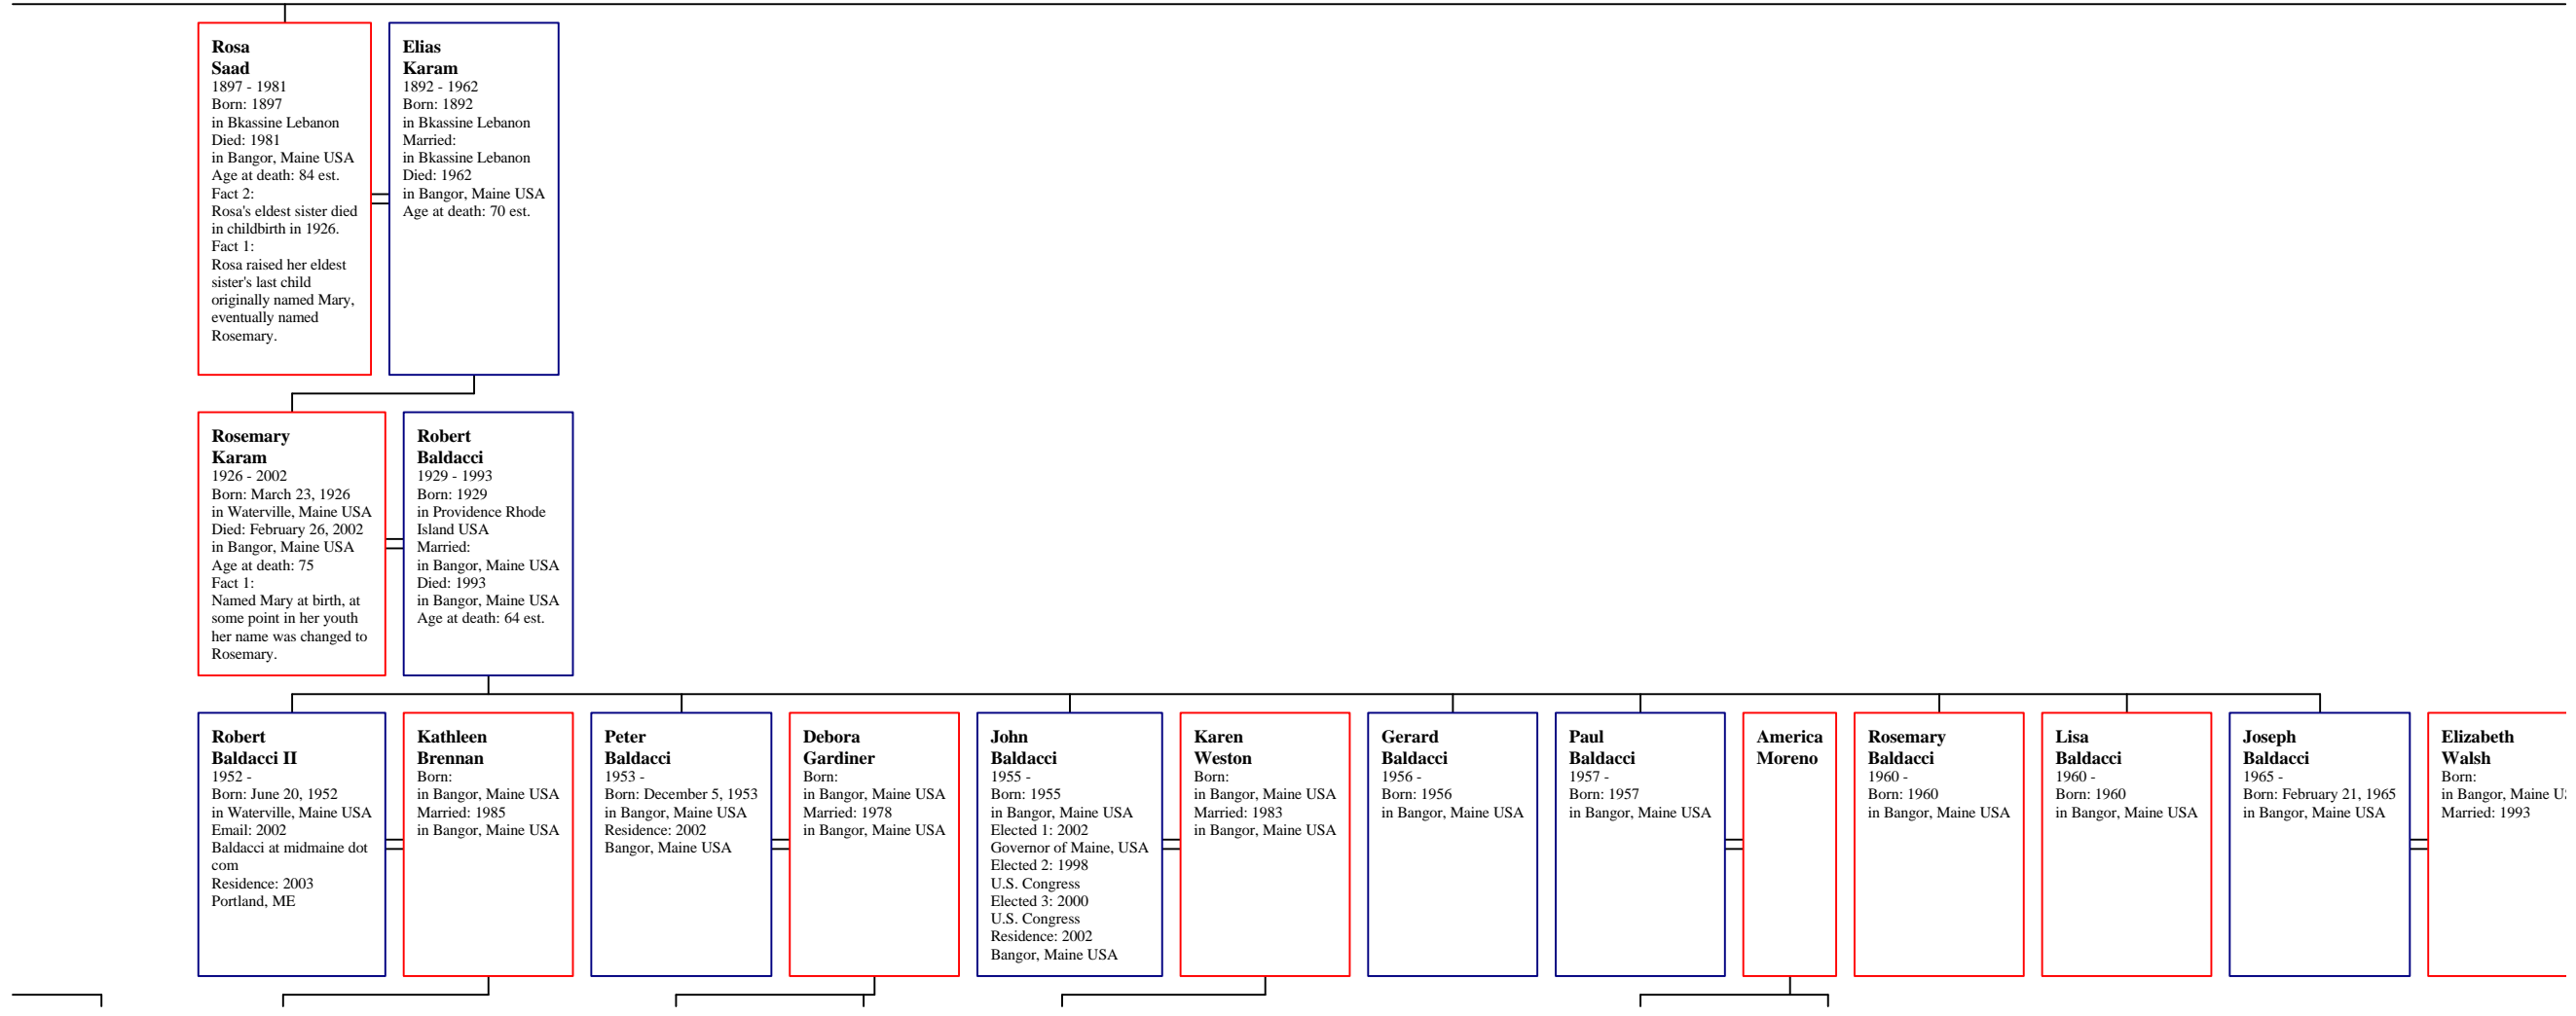 Rosa
Saad
1897 - 1981
Born: 1897
in Bkassine Lebanon
Died: 1981
in Bangor, Maine USA
Age at death: 84 est.
Fact 2:
Rosa's eldest sister died
in childbirth in 1926.
Fact 1:
Rosa raised her eldest
sister's last child
originally named Mary,
eventually named
Rosemary.
Elias
Karam
1892 - 1962
Born: 1892
in Bkassine Lebanon
Married:
in Bkassine Lebanon
Died: 1962
in Bangor, Maine USA
Age at death: 70 est.
Rosemary
Karam
1926 - 2002
Born: March 23, 1926
in Waterville, Maine USA
Died: February 26, 2002
in Bangor, Maine USA
Age at death: 75
Fact 1:
Named Mary at birth, at
some point in her youth
her name was changed to
Rosemary.
Robert
Baldacci
1929 - 1993
Born: 1929
in Providence Rhode
Island USA
Married:
in Bangor, Maine USA
Died: 1993
in Bangor, Maine USA
Age at death: 64 est.
Robert
Baldacci II
1952 -
Born: June 20, 1952
in Waterville, Maine USA
Email: 2002
Baldacci at midmaine dot
com
Residence: 2003
Portland, ME
Kathleen
Brennan
Born:
in Bangor, Maine USA
Married: 1985
in Bangor, Maine USA
Peter
Baldacci
1953 -
Born: December 5, 1953
in Bangor, Maine USA
Residence: 2002
Bangor, Maine USA
Debora
Gardiner
Born:
in Bangor, Maine USA
Married: 1978
in Bangor, Maine USA
John
Baldacci
1955 -
Born: 1955
in Bangor, Maine USA
Elected 1: 2002
Governor of Maine, USA
Elected 2: 1998
U.S. Congress
Elected 3: 2000
U.S. Congress
Residence: 2002
Bangor, Maine USA
Karen
Weston
Born:
in Bangor, Maine USA
Married: 1983
in Bangor, Maine USA
Gerard
Baldacci
1956 -
Born: 1956
in Bangor, Maine USA
Paul
Baldacci
1957 -
Born: 1957
in Bangor, Maine USA
America
Moreno
Rosemary
Baldacci
1960 -
Born: 1960
in Bangor, Maine USA
Lisa
Baldacci
1960 -
Born: 1960
in Bangor, Maine USA
Joseph
Baldacci
1965 -
Born: February 21, 1965
in Bangor, Maine USA
Elizabeth
Walsh
Born:
in Bangor, Maine
Married: 1993